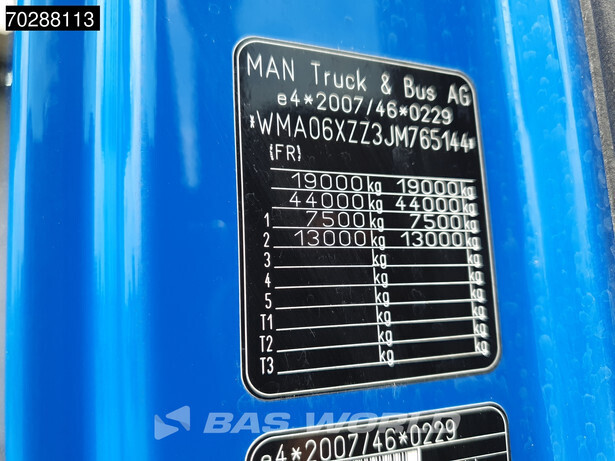 70288113
MAN Truck & Bus AG
e4*2007/46*0229
*WMA06XZZ3JM765144*
(FR)
19000 kg 19000 kg
44000 kg 44000 kg
1 7500 kg 7500 kg
2 13000 kg 13000 kg
3 kg kg
4 kg kg
5 kg kg
T1 kg kg
T2 kg kg
T3 kg kg
BAS WORLD
e4*2007/46*0229